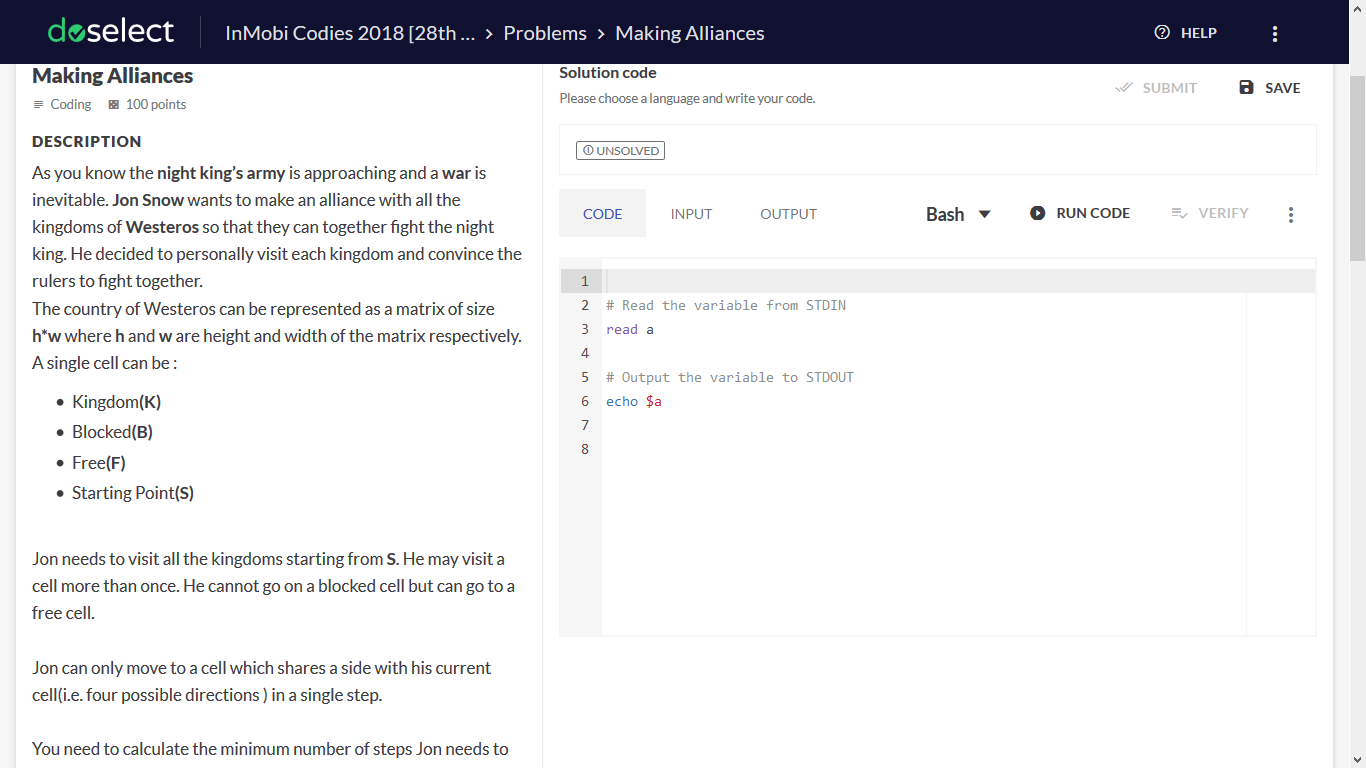 doselect
InMobi Codies 2018 [28th ... > Problems > Making Alliances
HELP
Making Alliances
Coding 100 points
DESCRIPTION
As you know the night king’s army is approaching and a war is
inevitable. Jon Snow wants to make an alliance with all the
kingdoms of Westeros so that they can together fight the night
king. He decided to personally visit each kingdom and convince the
rulers to fight together.
The country of Westeros can be represented as a matrix of size
h*w where h and w are height and width of the matrix respectively.
A single cell can be :
• Kingdom(K)
• Blocked(B)
• Free(F)
• Starting Point(S)
Jon needs to visit all the kingdoms starting from S. He may visit a
cell more than once. He cannot go on a blocked cell but can go to a
free cell.
Jon can only move to a cell which shares a side with his current
cell(i.e. four possible directions ) in a single step.
You need to calculate the minimum number of steps Jon needs to
Solution code
Please choose a language and write your code.
SUBMIT SAVE
UNSOLVED
CODE INPUT OUTPUT Bash RUN CODE VERIFY
1
2 # Read the variable from STDIN
3 read a
4
5 # Output the variable to STDOUT
6 echo $a
7
8